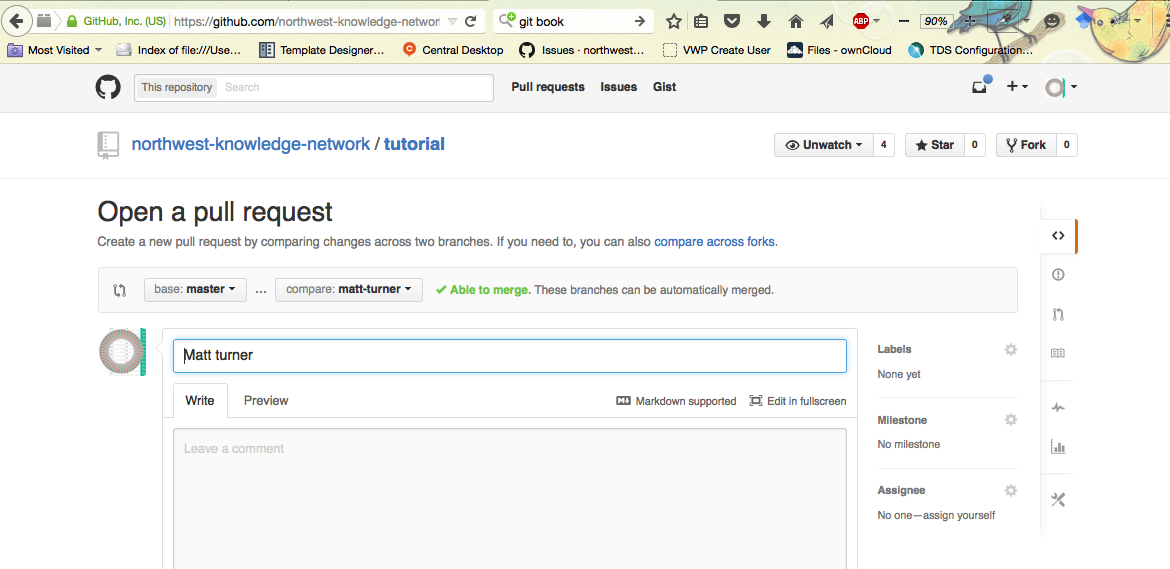 GitHub, Inc. (US) https://github.com/northwest-knowledge-networ git book ABP 90%
Most Visited Index of file:///Use... Template Designer... Central Desktop Issues · northwest... VWP Create User Files - ownCloud TDS Configuration...
This repository Search Pull requests Issues Gist
northwest-knowledge-network / tutorial Unwatch 4 Star 0 Fork 0
Open a pull request
Create a new pull request by comparing changes across two branches. If you need to, you can also compare across forks.
base: master ... compare: matt-turner Able to merge. These branches can be automatically merged.
Matt turner
Write Preview Markdown supported Edit in fullscreen
Leave a comment
Labels
None yet
Milestone
No milestone
Assignee
No one—assign yourself